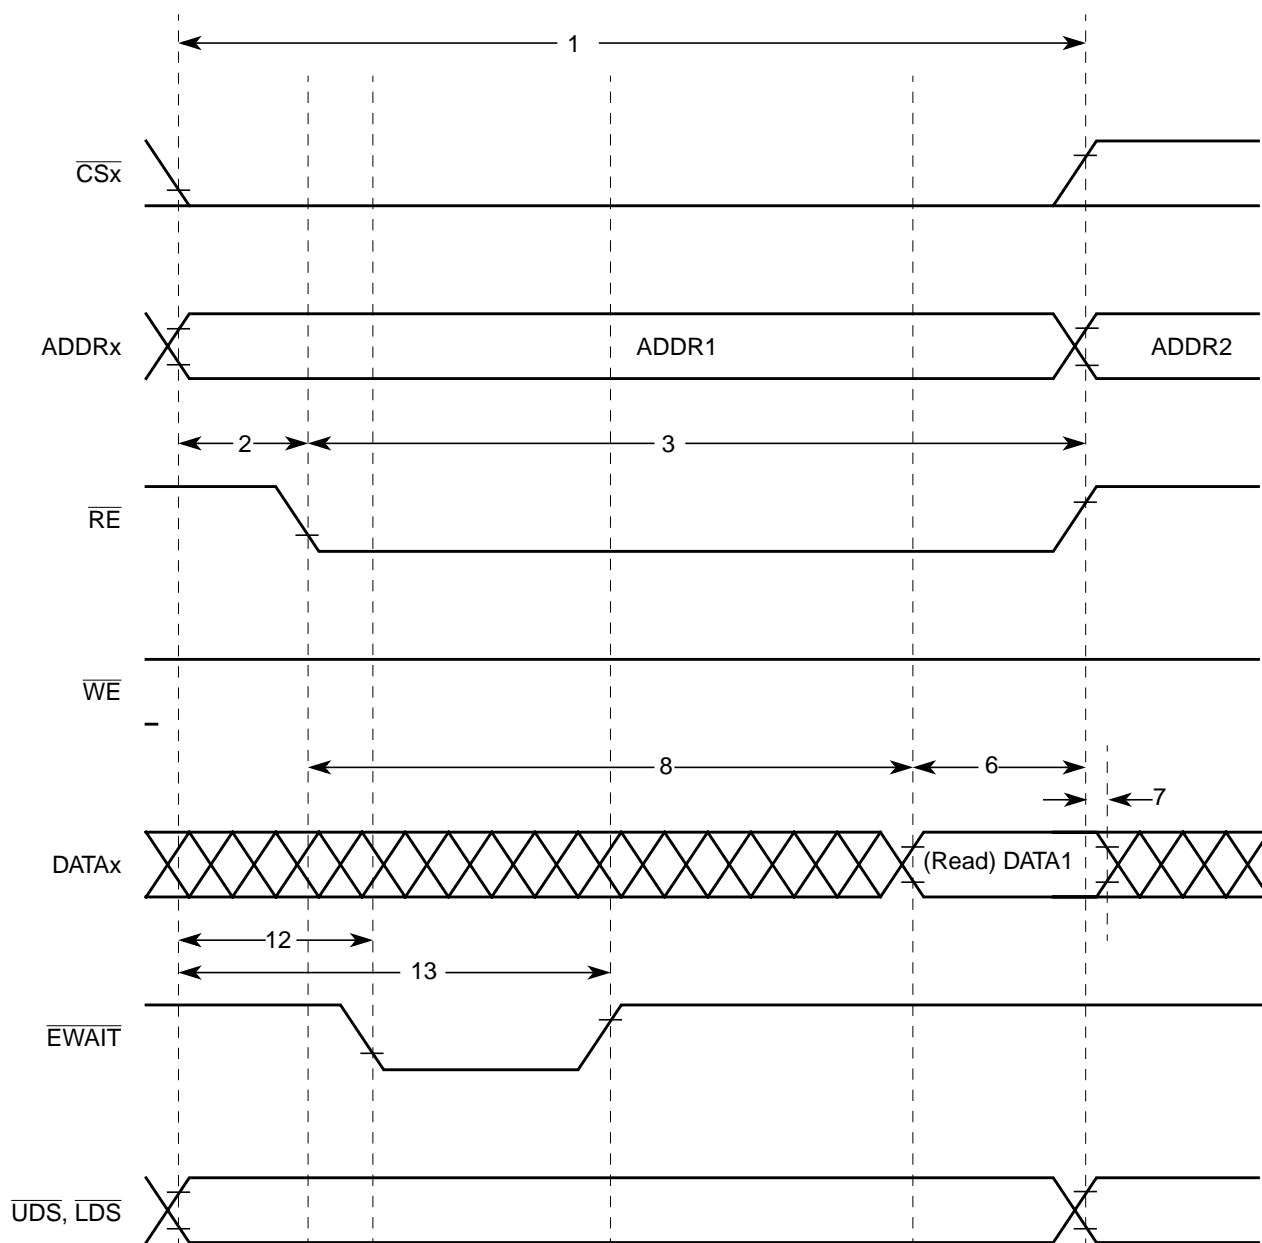 1
CSx
ADDRx
ADDR1
ADDR2
2
3
RE
WE
8
6
7
DATAx
(Read) DATA1
12
13
EWAIT
UDS, LDS